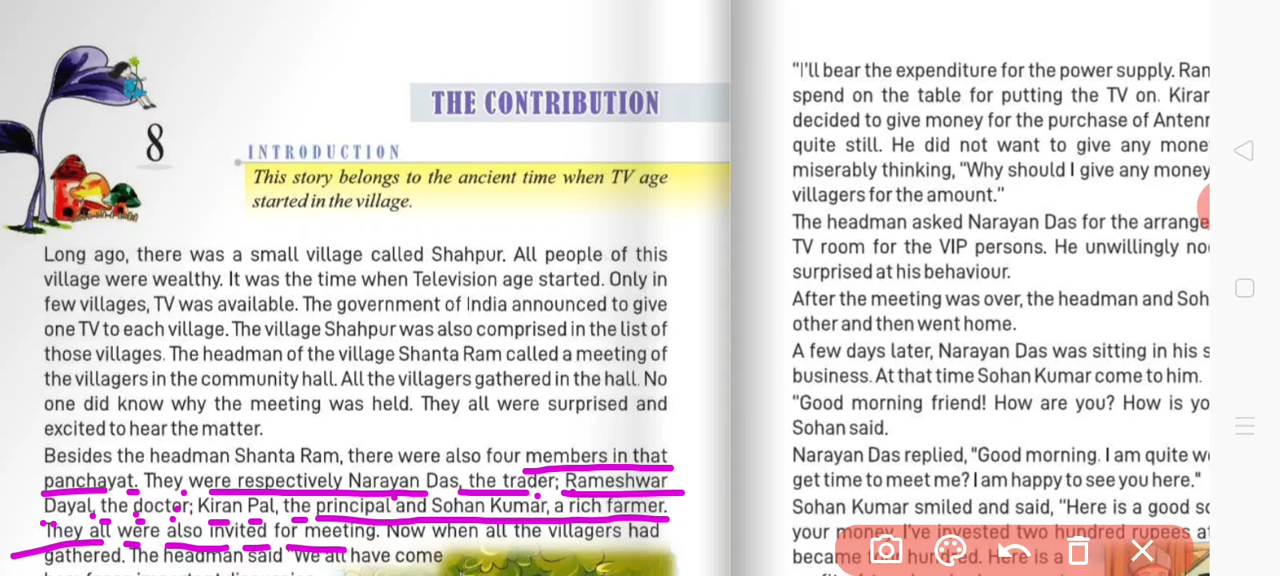 8
THE CONTRIBUTION
INTRODUCTION
This story belongs to the ancient time when TV age
started in the village.
Long ago, there was a small village called Shahpur. All people of this
village were wealthy. It was the time when Television age started. Only in
few villages, TV was available. The government of India announced to give
one TV to each village. The village Shahpur was also comprised in the list of
those villages. The headman of the village Shanta Ram called a meeting of
the villagers in the community hall. All the villagers gathered in the hall. No
one did know why the meeting was held. They all were surprised and
excited to hear the matter.
Besides the headman Shanta Ram, there were also four members in that
panchayat. They were respectively Narayan Das, the trader; Rameshwar
Dayal, the doctor; Kiran Pal, the principal and Sohan Kumar, a rich farmer.
They all were also invited for meeting. Now when all the villagers had
gathered. The headman said "We all have come
"I'll bear the expenditure for the power supply. Ran
spend on the table for putting the TV on. Kirar
decided to give money for the purchase of Antenr
quite still. He did not want to give any mone
miserably thinking, "Why should I give any money
villagers for the amount."
The headman asked Narayan Das for the arrange
TV room for the VIP persons. He unwillingly no
surprised at his behaviour.
After the meeting was over, the headman and Soh
other and then went home.
A few days later, Narayan Das was sitting in his s
business. At that time Sohan Kumar come to him.
"Good morning friend! How are you? How is yo
Sohan said.
Narayan Das replied, "Good morning. I am quite w
get time to meet me? I am happy to see you here."
Sohan Kumar smiled and said, "Here is a good s
your money, I've invested two hundred rupees at
became hundred. Here is a